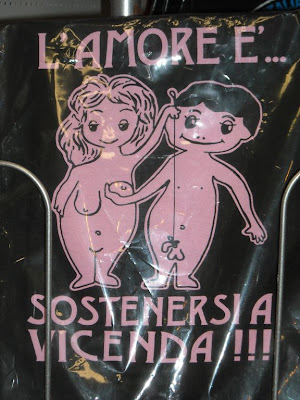 L'AMORE E'...
SOSTENERSI A
VICENDA !!!